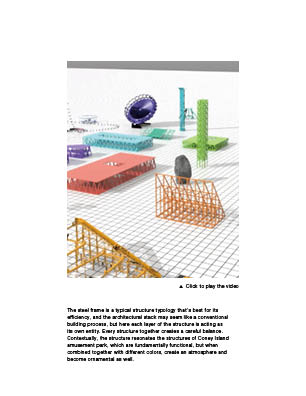 ▲ Click to play the video
The steel frame is a typical structure typology that's best for its
efficiency, and the architectural stack may seem like a conventional
building process, but here each layer of the structure is acting as
its own entity. Every structure together creates a careful balance.
Contextually, the structure resonates the structures of Coney Island
amusement park, which are fundamentally functional, but when
combined together with different colors, create an atmosphere and
become ornamental as well.